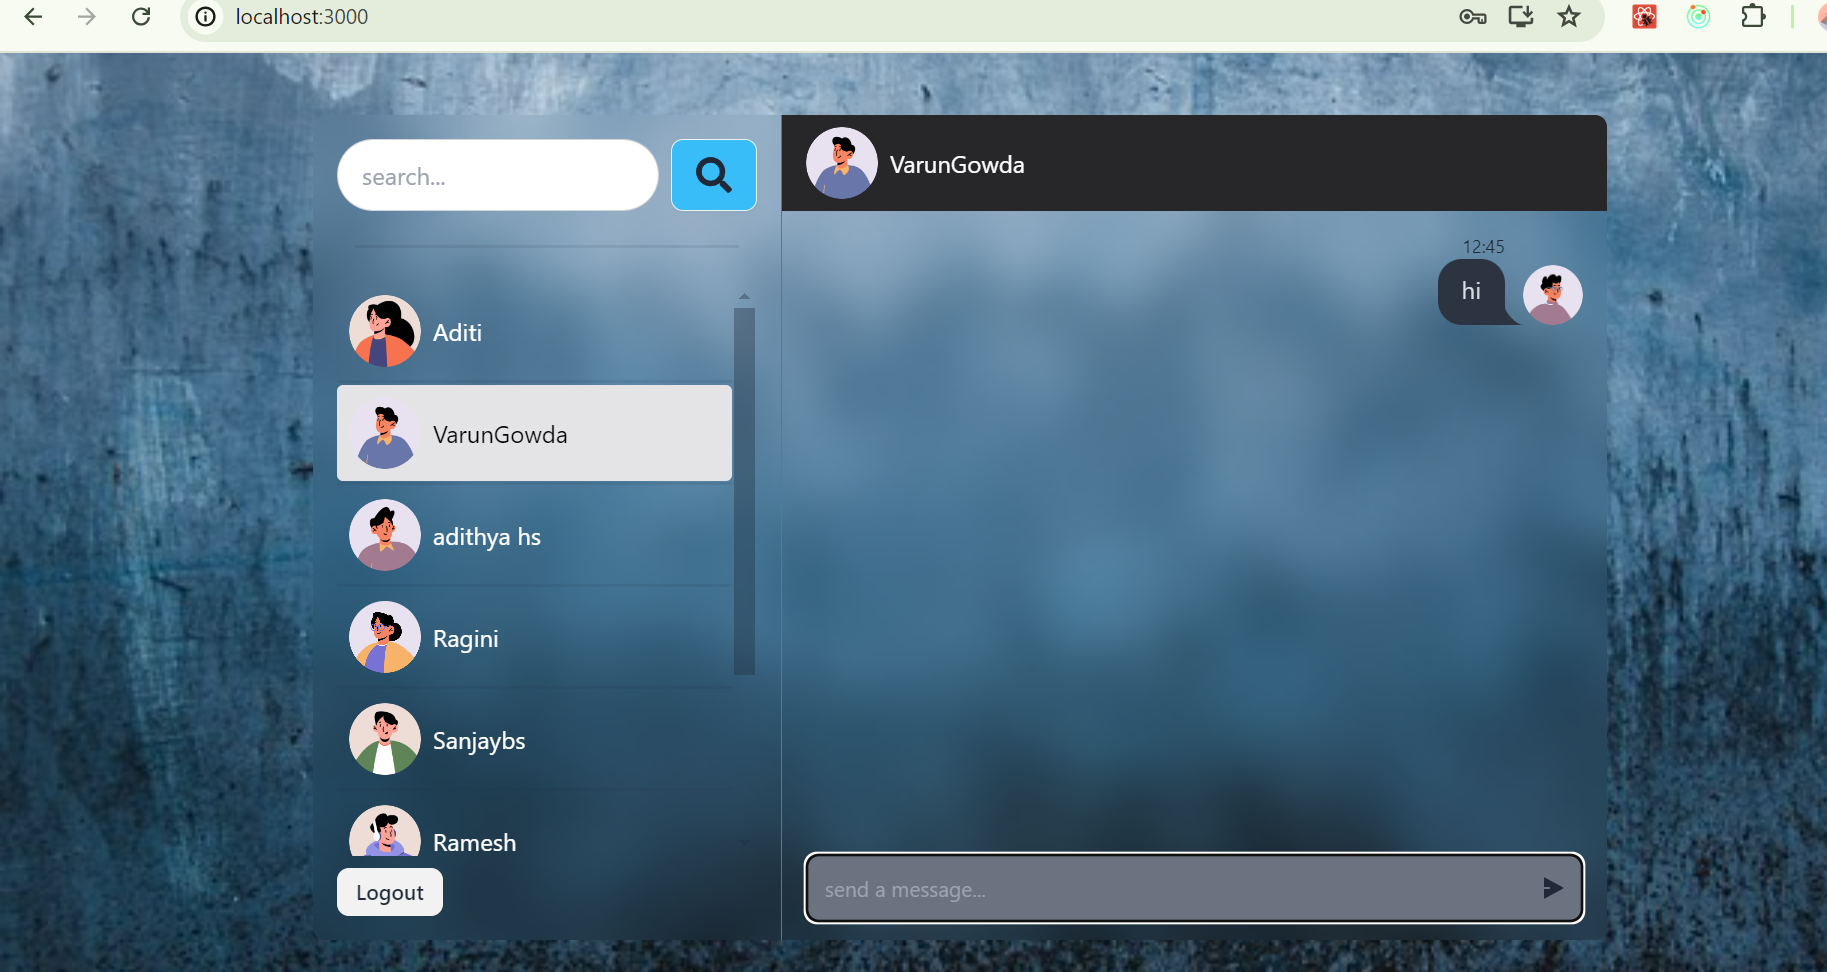 localhost:3000
search...
Aditi
VarunGowda
adithya hs
Ragini
Sanjaybs
Ramesh
Logout
VarunGowda
12:45
hi
send a message...